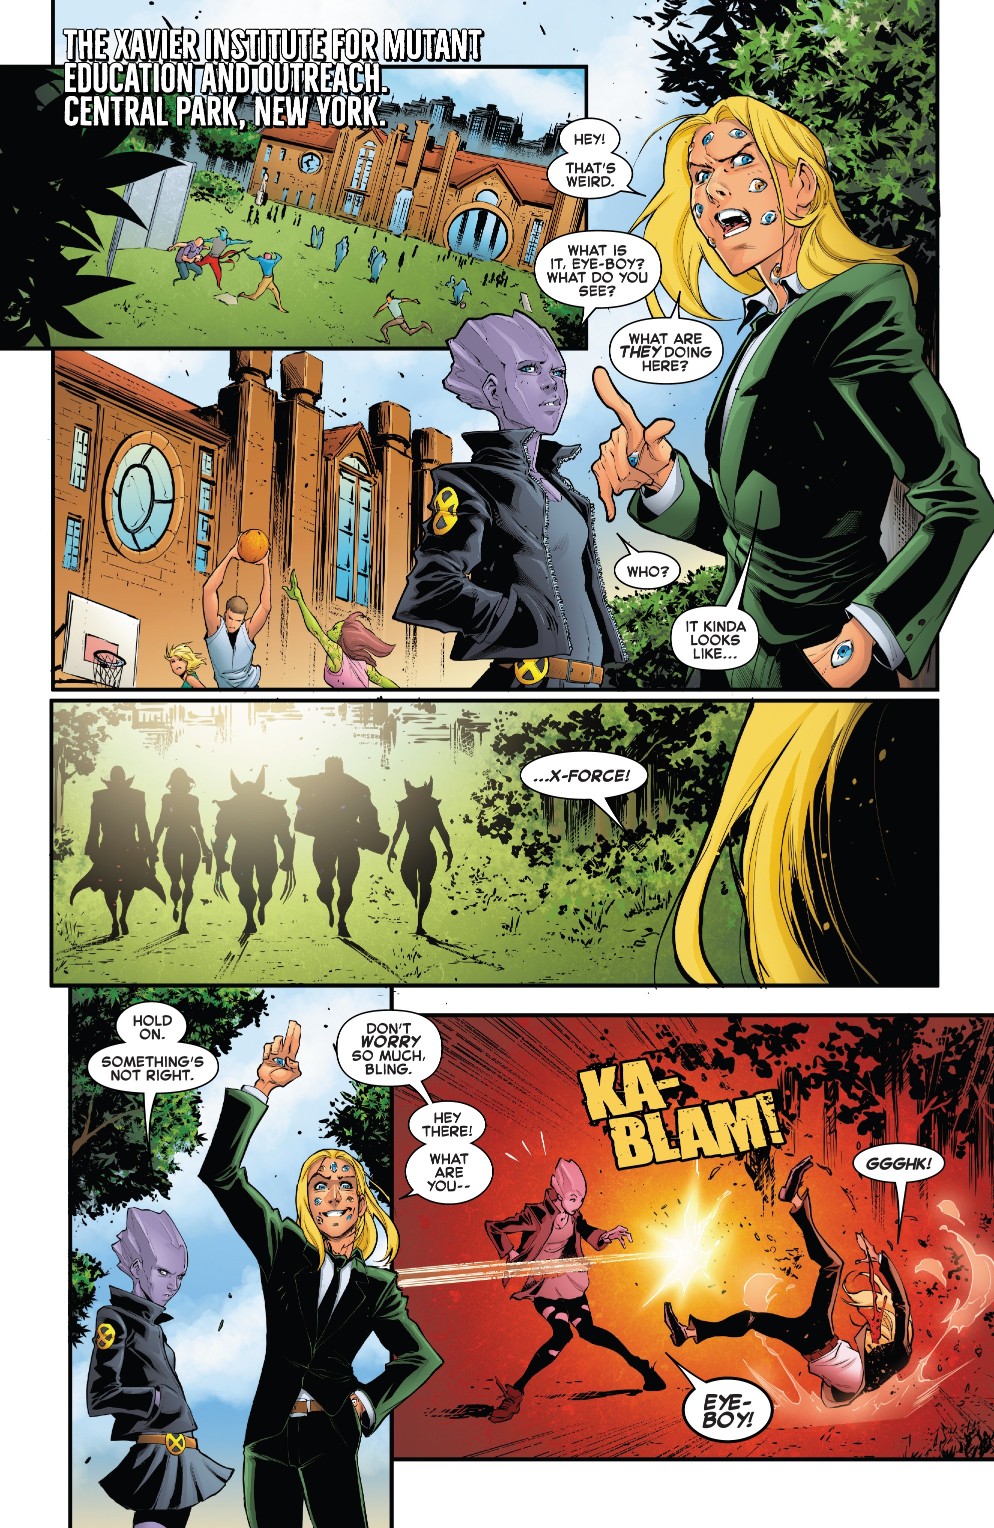 THE XAVIER INSTITUTE FOR MUTANT
EDUCATION AND OUTREACH.
CENTRAL PARK, NEW YORK.
HEY!
THAT'S
WEIRD.
WHAT IS
IT, EYE-BOY?
WHAT DO YOU
SEE?
WHAT ARE
THEY DOING
HERE?
WHO?
IT KINDA
LOOKS
LIKE...
...X-FORCE!
HOLD
ON.
SOMETHING'S
NOT RIGHT.
DON'T
WORRY
SO MUCH,
BLING.
HEY
THERE!
WHAT
ARE
YOU--
KA-
BLAM!
GGGHK!
EYE-
BOY!